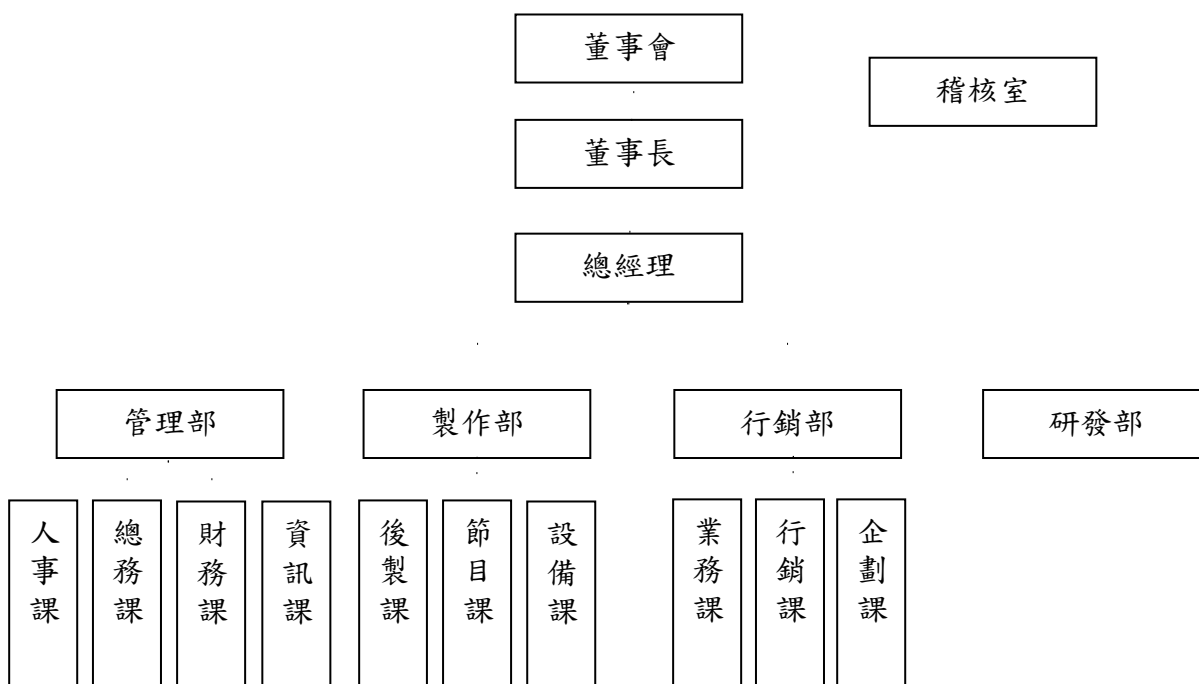 董事會
稽核室
董事長
總經理
管理部
製作部
行銷部
研發部
人事課
總務課
財務課
資訊課
後製課
節目課
設備課
業務課
行銷課
企劃課